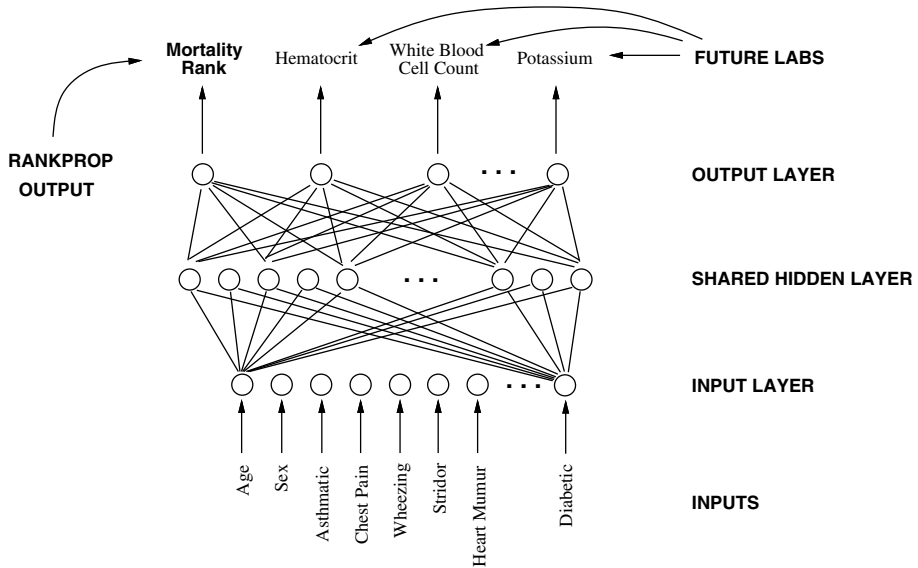 Mortality
Rank
Hematocrit
White Blood
Cell Count
Potassium
FUTURE LABS
RANKPROP
OUTPUT
. . .
OUTPUT LAYER
. . .
SHARED HIDDEN LAYER
. . .
INPUT LAYER
Age
Sex
Asthmatic
Chest Pain
Wheezing
Stridor
Heart Mumur
Diabetic
INPUTS